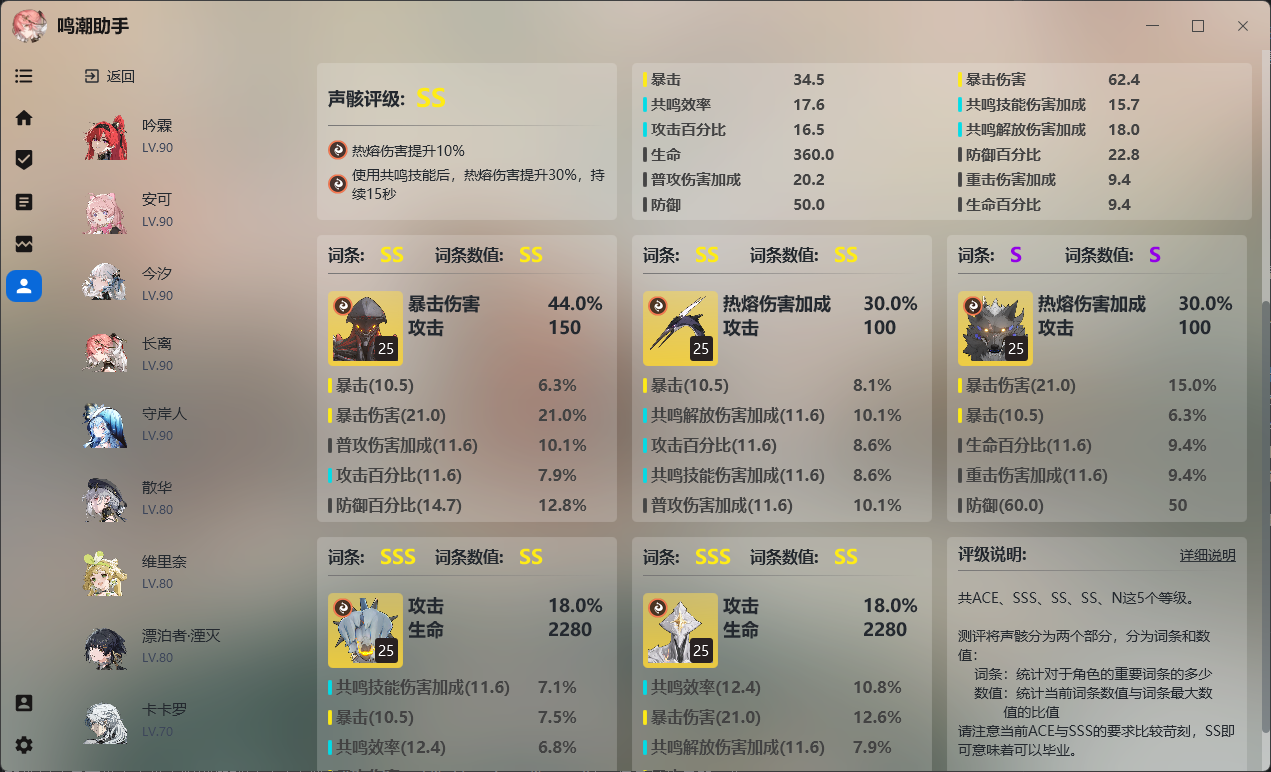 鸣潮助手
返回
吟霖
LV.90
安可
LV.90
今汐
LV.90
长离
LV.90
守岸人
LV.90
散华
LV.80
维里奈
LV.80
漂泊者·湮灭
LV.80
卡卡罗
LV.70
声骸评级: SS
热熔伤害提升10%
使用共鸣技能后，热熔伤害提升30%，持
续15秒
暴击 34.5 暴击伤害 62.4
共鸣效率 17.6 共鸣技能伤害加成 15.7
攻击百分比 16.5 共鸣解放伤害加成 18.0
生命 360.0 防御百分比 22.8
普攻伤害加成 20.2 重击伤害加成 9.4
防御 50.0 生命百分比 9.4
词条: SS 词条数值: SS
暴击伤害 44.0%
攻击 150
25
暴击(10.5) 6.3%
暴击伤害(21.0) 21.0%
普攻伤害加成(11.6) 10.1%
攻击百分比(11.6) 7.9%
防御百分比(14.7) 12.8%
词条: SS 词条数值: SS
热熔伤害加成 30.0%
攻击 100
25
暴击(10.5) 8.1%
共鸣解放伤害加成(11.6) 10.1%
攻击百分比(11.6) 8.6%
共鸣技能伤害加成(11.6) 8.6%
普攻伤害加成(11.6) 10.1%
词条: S 词条数值: S
热熔伤害加成 30.0%
攻击 100
25
暴击伤害(21.0) 15.0%
暴击(10.5) 6.3%
生命百分比(11.6) 9.4%
重击伤害加成(11.6) 9.4%
防御(60.0) 50
词条: SSS 词条数值: SS
攻击 18.0%
生命 2280
25
共鸣技能伤害加成(11.6) 7.1%
暴击(10.5) 7.5%
共鸣效率(12.4) 6.8%
词条: SSS 词条数值: SS
攻击 18.0%
生命 2280
25
共鸣效率(12.4) 10.8%
暴击伤害(21.0) 12.6%
共鸣解放伤害加成(11.6) 7.9%
评级说明: 详细说明
共ACE、SSS、SS、SS、N这5个等级。
测评将声骸分为两个部分，分为词条和数
值：
词条：统计对于角色的重要词条的多少
数值：统计当前词条数值与词条最大数
值的比值
请注意当前ACE与SSS的要求比较苛刻，SS即
可意味着可以毕业。